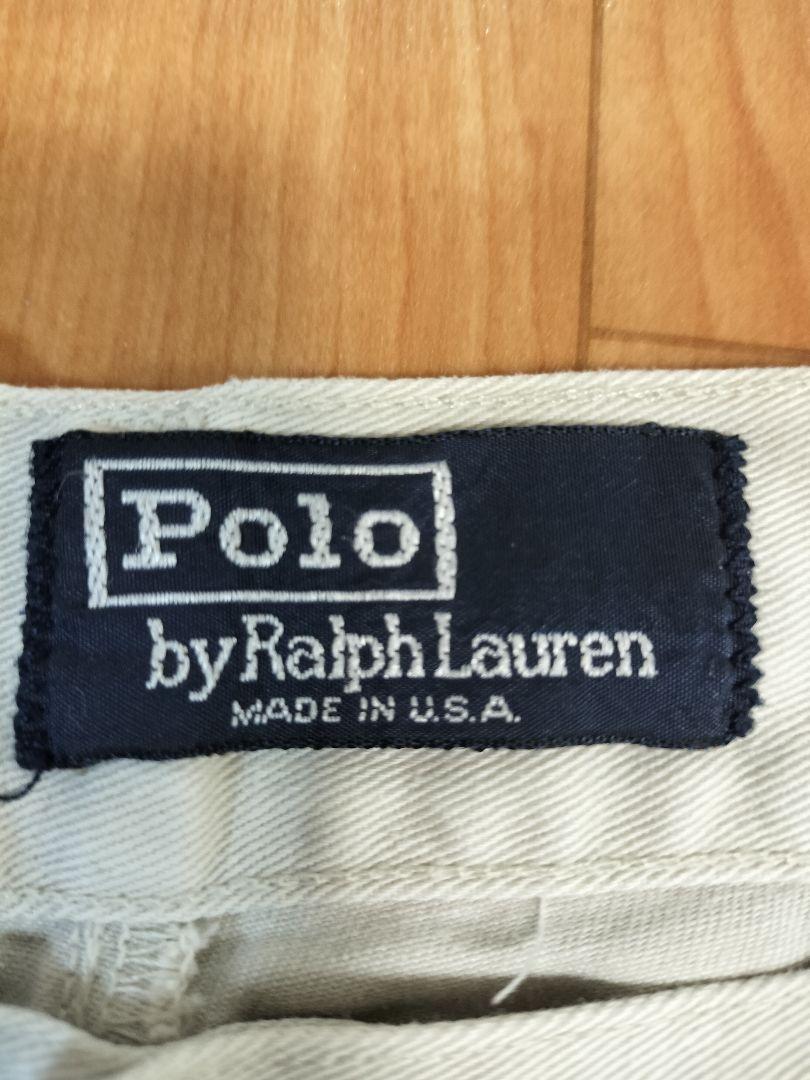 Polo
by Ralph Lauren
MADE IN U.S.A.